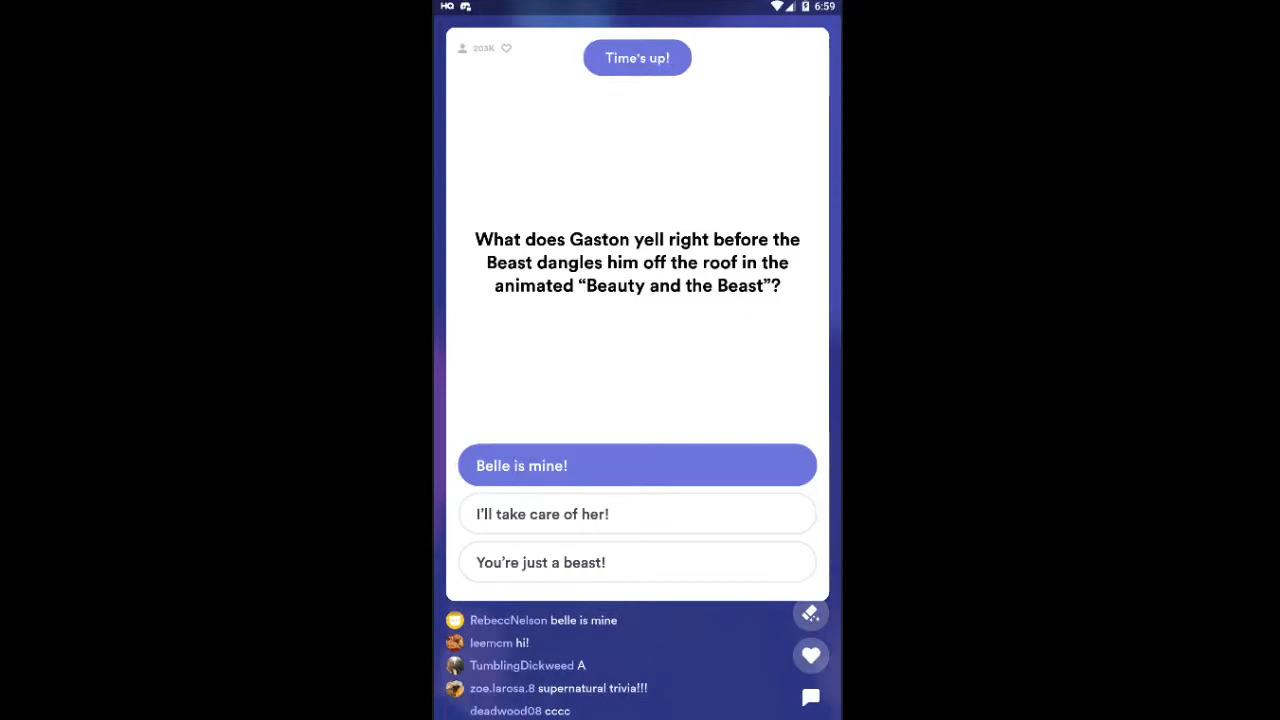 HQ 6:59
203K Time's up!
What does Gaston yell right before the
Beast dangles him off the roof in the
animated “Beauty and the Beast”?
Belle is mine!
I’ll take care of her!
You’re just a beast!
RebeccNelson belle is mine
leemcm hi!
TumblingDickweed A
zoe.larosa.8 supernatural trivia!!!
deadwood08 cccc